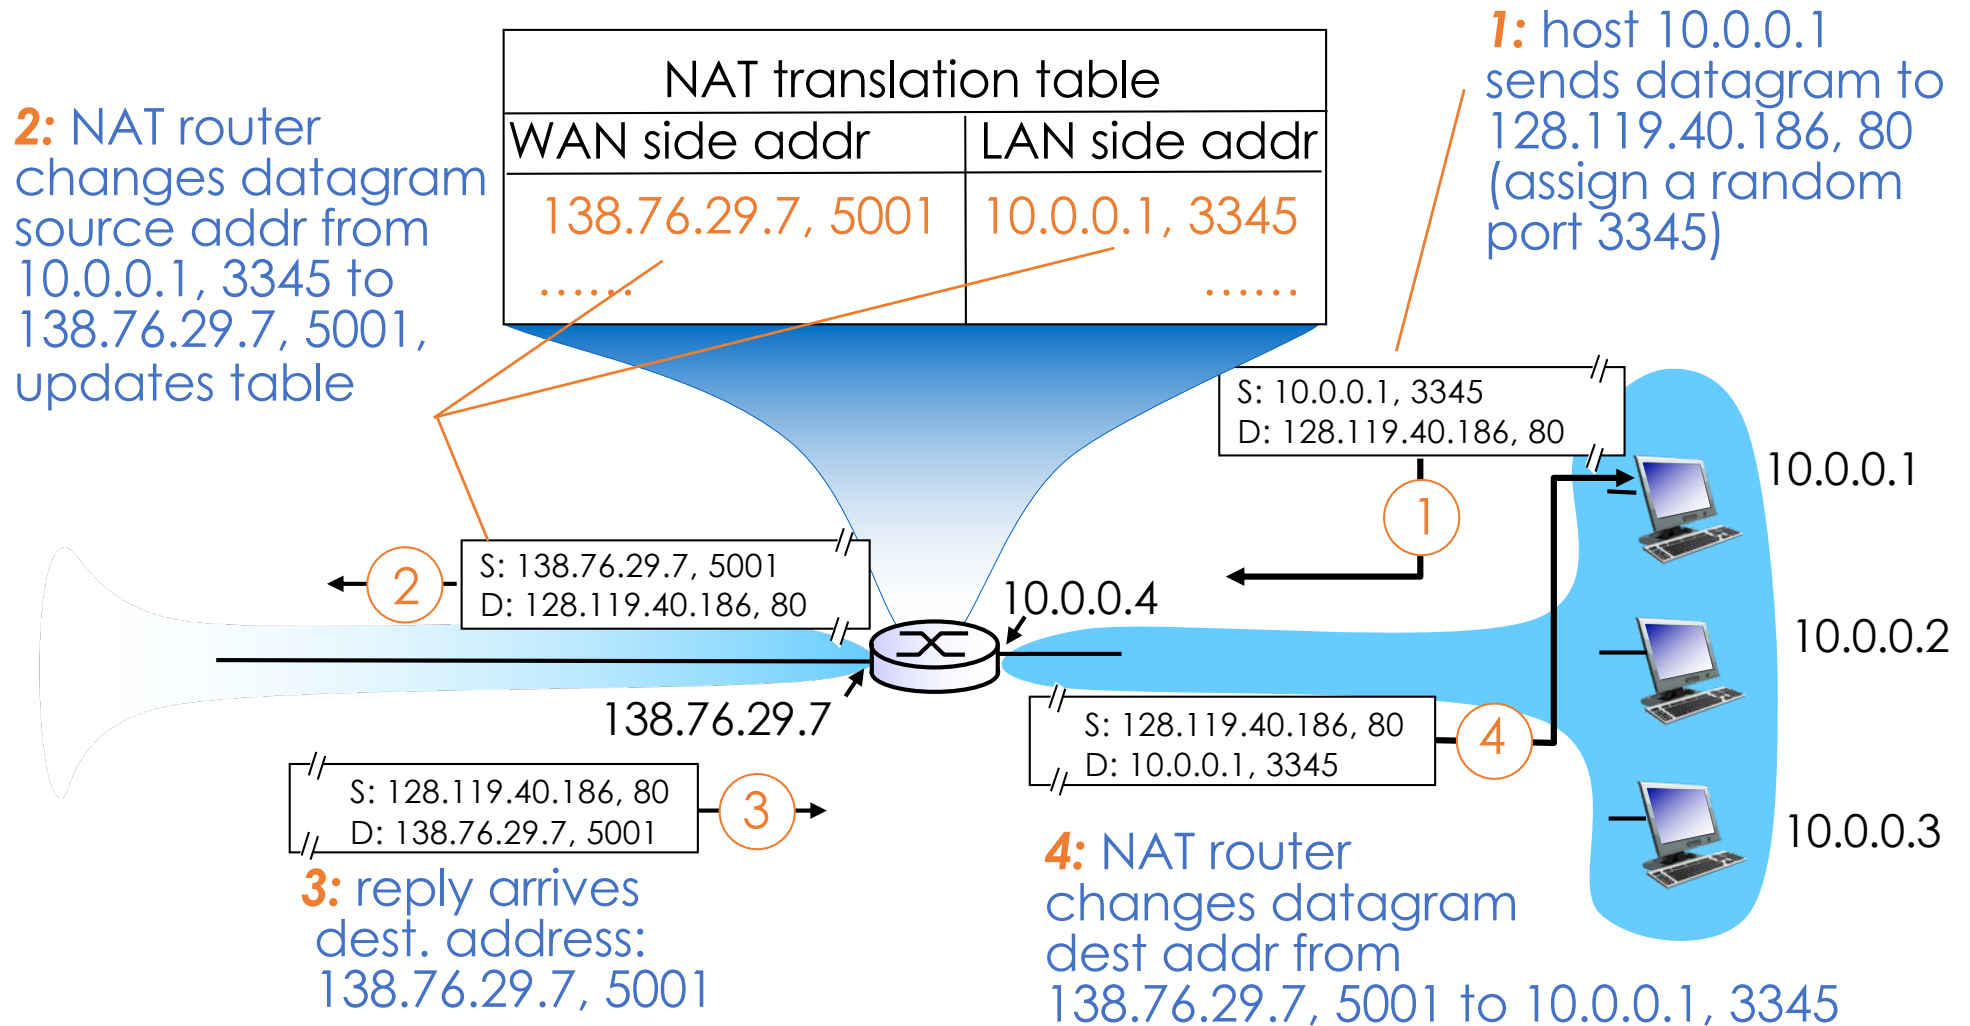 NAT translation table
WAN side addr
LAN side addr
138.76.29.7, 5001
10.0.0.1, 3345
......
......
1: host 10.0.0.1
sends datagram to
128.119.40.186, 80
(assign a random
port 3345)
2: NAT router
changes datagram
source addr from
10.0.0.1, 3345 to
138.76.29.7, 5001,
updates table
S: 10.0.0.1, 3345
D: 128.119.40.186, 80
1
10.0.0.1
S: 138.76.29.7, 5001
D: 128.119.40.186, 80
2
10.0.0.4
10.0.0.2
138.76.29.7
S: 128.119.40.186, 80
D: 10.0.0.1, 3345
4
S: 128.119.40.186, 80
D: 138.76.29.7, 5001
3
10.0.0.3
3: reply arrives
dest. address:
138.76.29.7, 5001
4: NAT router
changes datagram
dest addr from
138.76.29.7, 5001 to 10.0.0.1, 3345